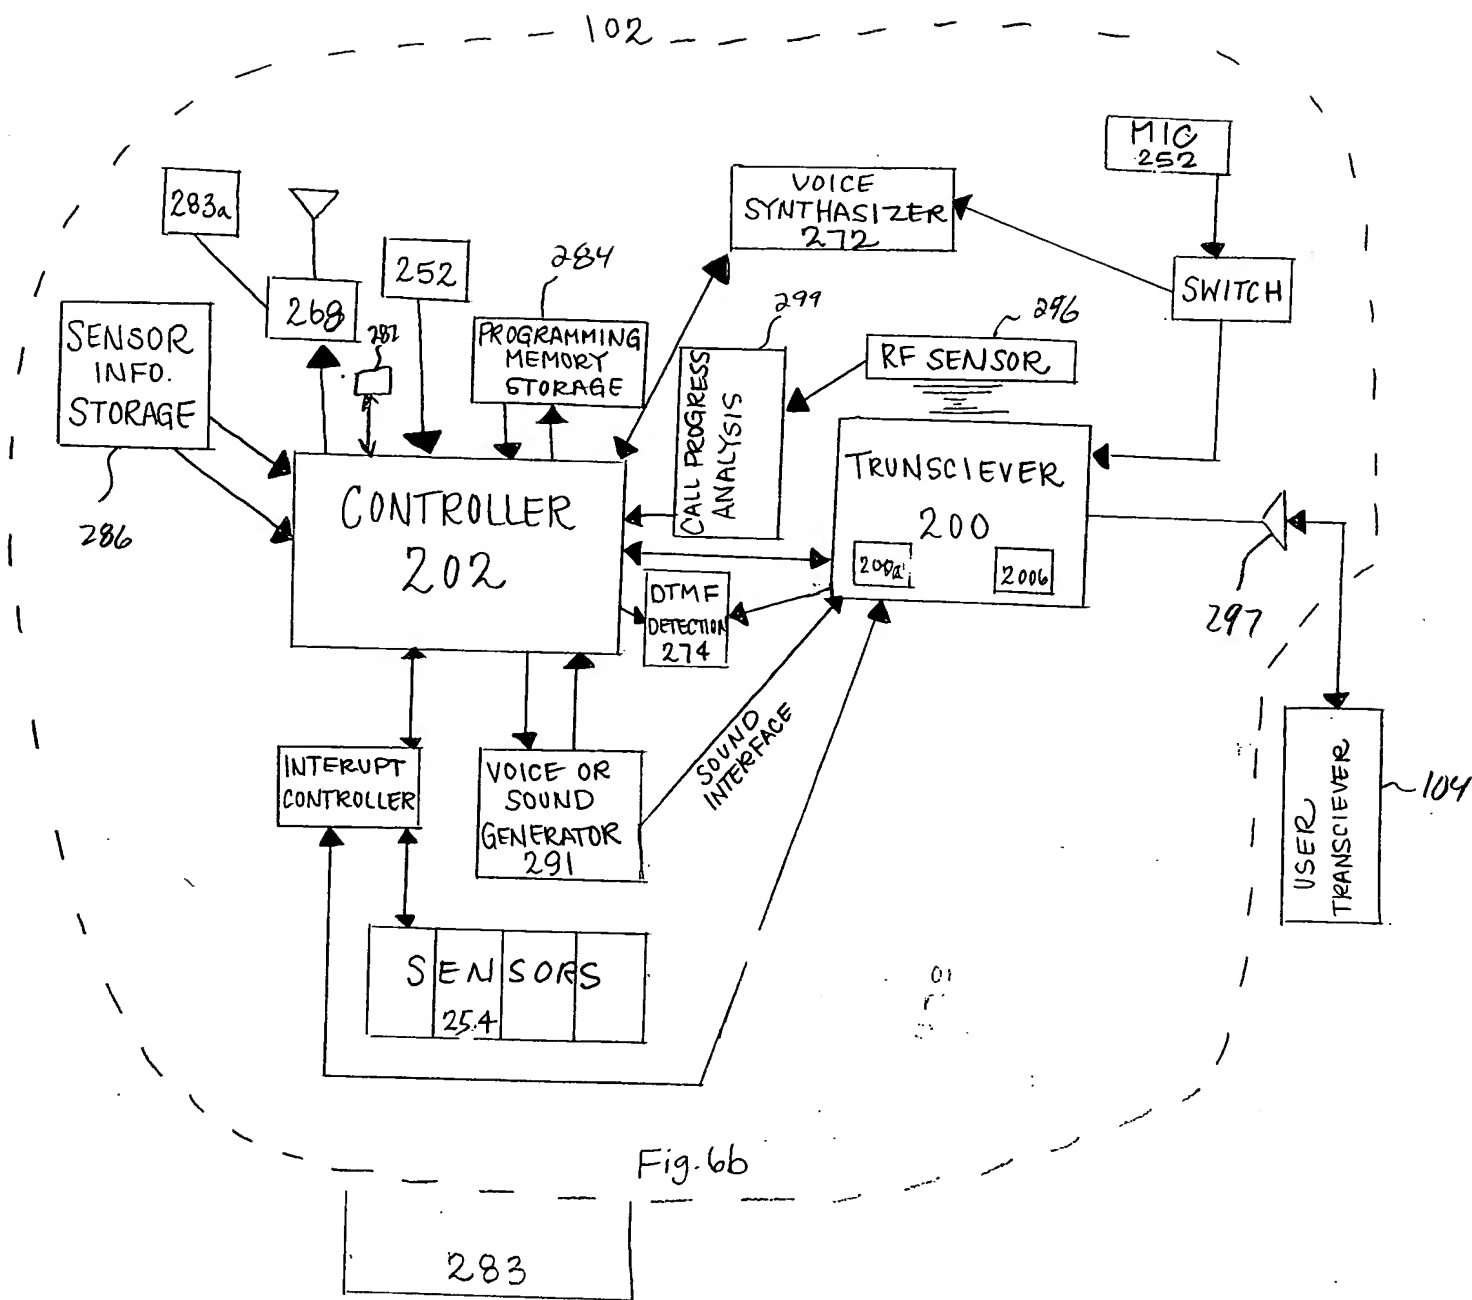 102
MIC
252
283a
VOICE
SYNTHASIZER
272
284
252
268
SWITCH
299
296
282
SENSOR
INFO.
STORAGE
PROGRAMMING
MEMORY
STORAGE
RF SENSOR
CALL PROGRESS
ANALYSIS
TRUNSCIEVER
200
200a
200b
CONTROLLER
202
286
DTMF
DETECTION
274
297
SOUND
INTERFACE
INTERUPT
CONTROLLER
VOICE OR
SOUND
GENERATOR
291
USER
TRANSCIEVER
104
SENSORS
254
Fig. 6b
283